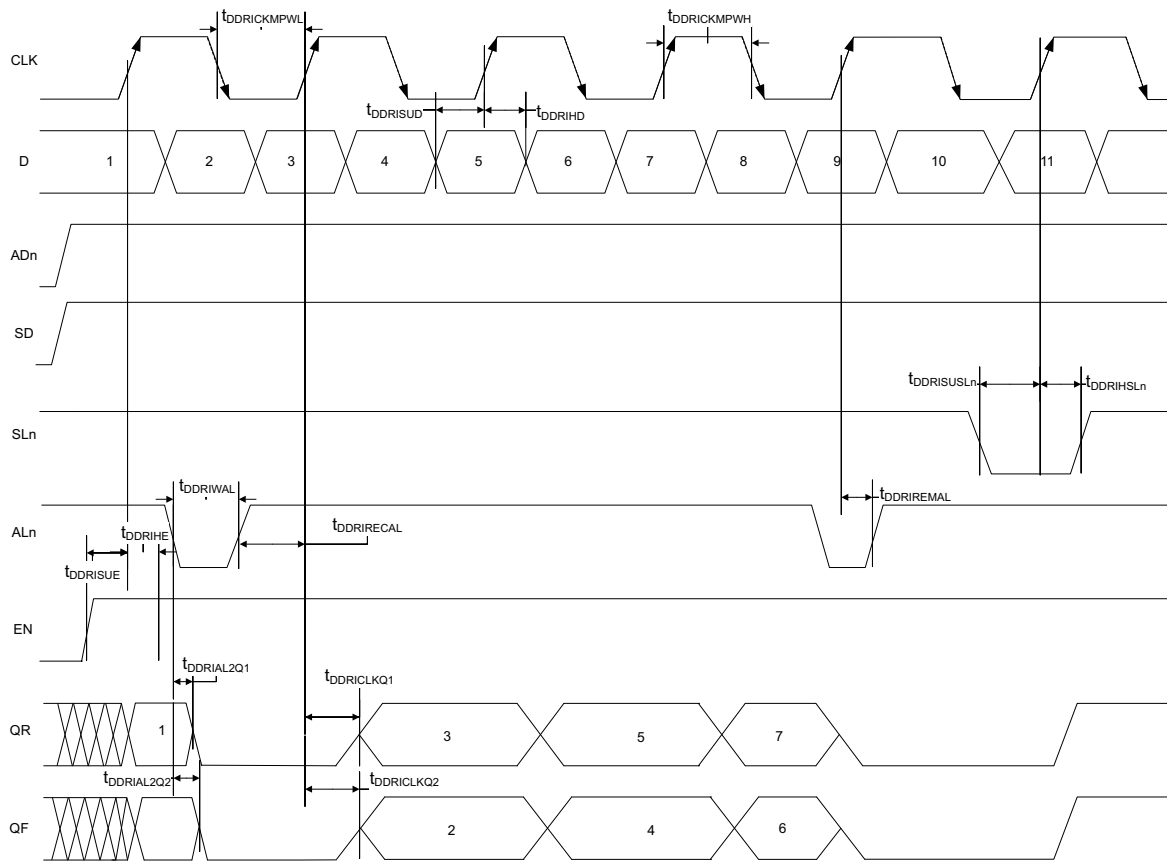 tDDRICKMPWL
tDDRICKMPWH
CLK
tDDRISUD
tDDRIHD
D 1 2 3 4 5 6 7 8 9 10 11
ADn
SD
tDDRISUSLn
tDDRIHSLn
SLn
tDDRIWAL
tDDRIREMAL
ALn
tDDRIHE
tDDRIRECAL
tDDRISUE
EN
tDDRIAL2Q1
tDDRICLKQ1
QR 1 3 5 7
tDDRIAL2Q2
tDDRICLKQ2
QF 2 4 6